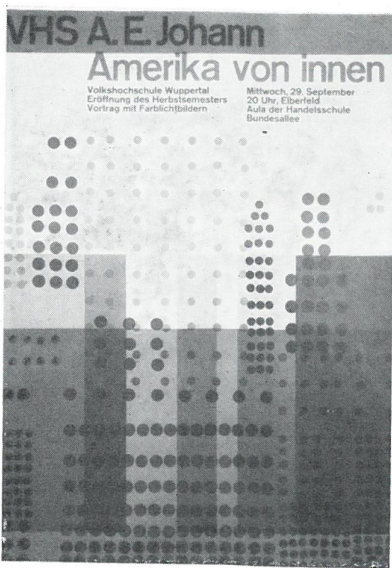 VHS A. E. Johann
Amerika von innen
Volkshochschule Wuppertal
Eröffnung des Herbstsemesters
Vortrag mit Farblichtbildern
Mittwoch, 29. September
20 Uhr, Elberfeld
Aula der Handelsschule
Bundesallee